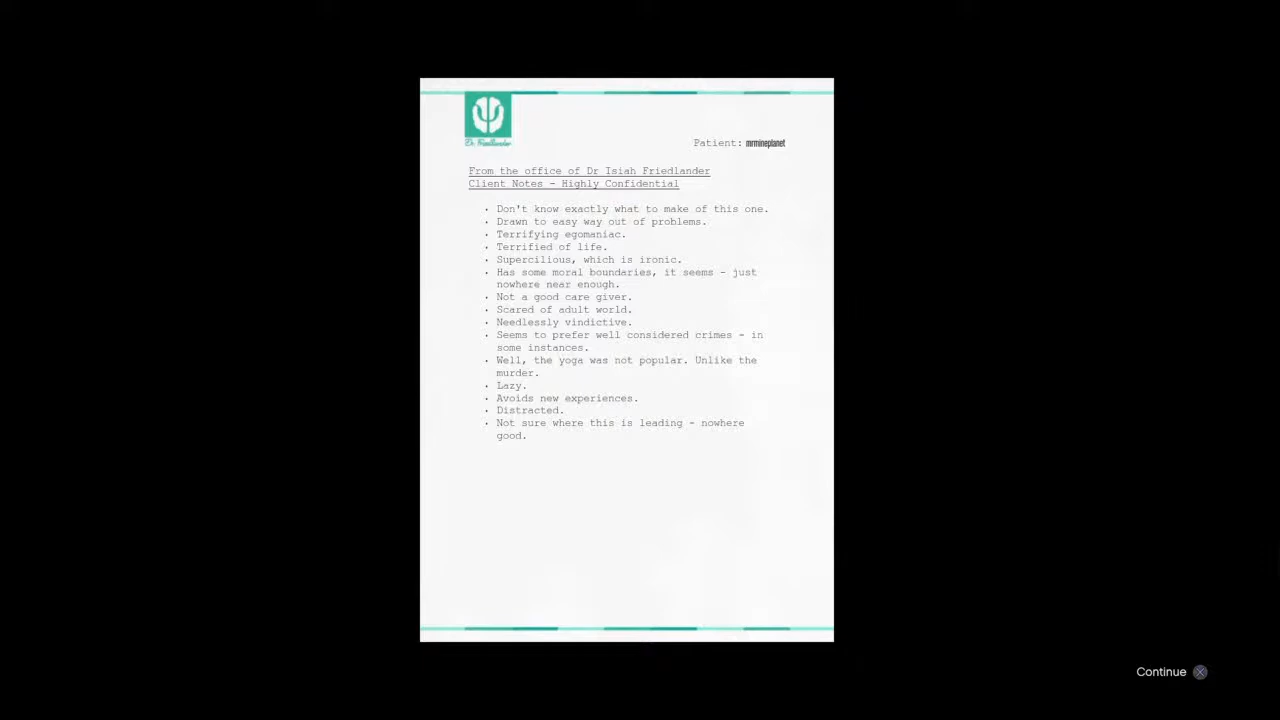 Dr. Friedlander
Patient: mrmineplanet
From the office of Dr Isiah Friedlander
Client Notes - Highly Confidential
• Don't know exactly what to make of this one.
• Drawn to easy way out of problems.
• Terrifying egomaniac.
• Terrified of life.
• Supercilious, which is ironic.
• Has some moral boundaries, it seems - just
nowhere near enough.
• Not a good care giver.
• Scared of adult world.
• Needlessly vindictive.
• Seems to prefer well considered crimes - in
some instances.
• Well, the yoga was not popular. Unlike the
murder.
• Lazy.
• Avoids new experiences.
• Distracted.
• Not sure where this is leading - nowhere
good.
Continue